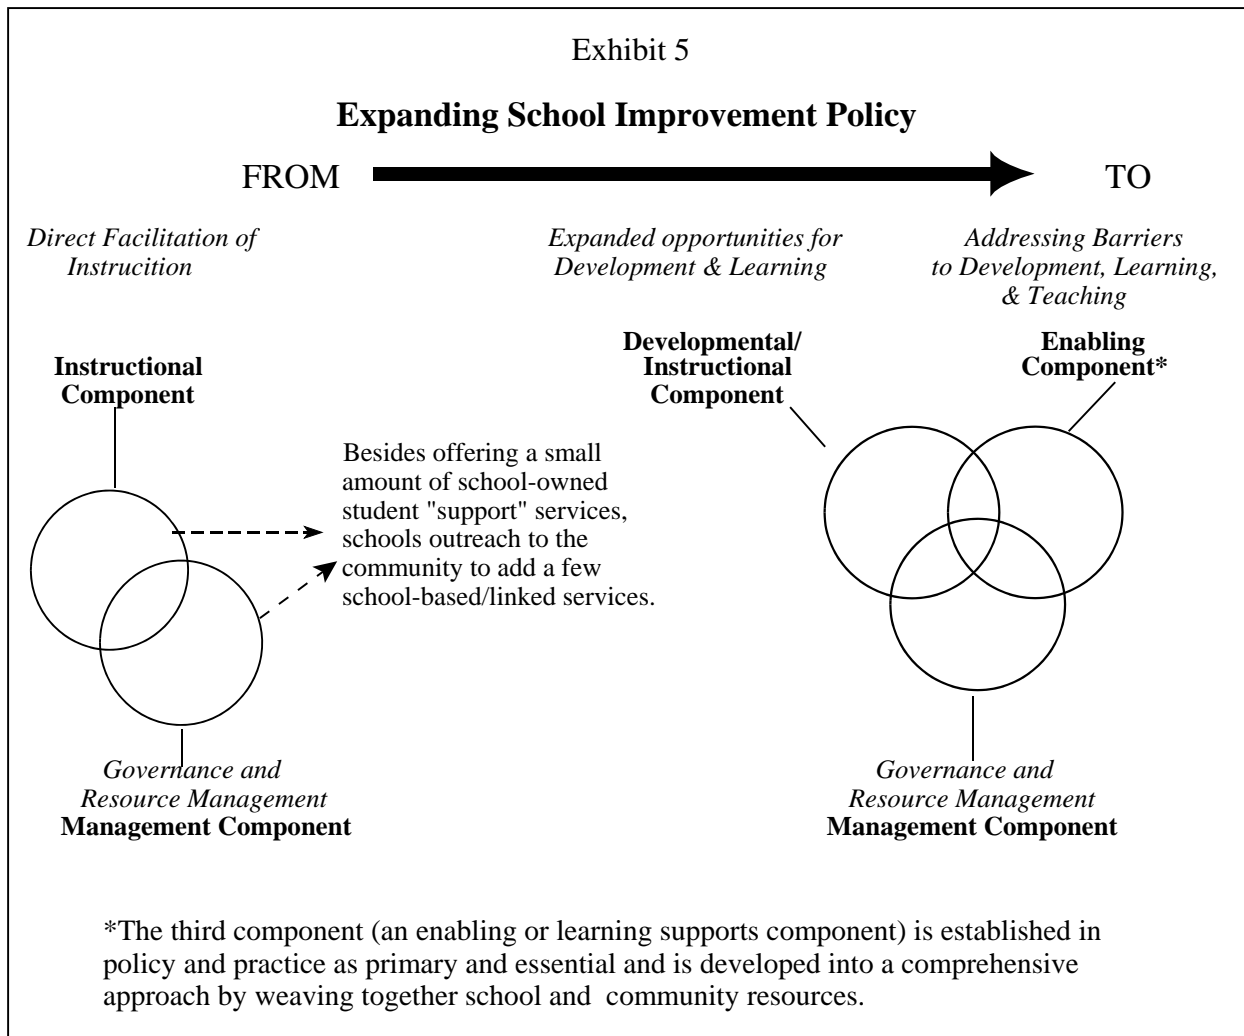 Exhibit 5
Expanding School Improvement Policy
FROM
TO
Direct Facilitation of
Instrucition
Expanded opportunities for
Development & Learning
Addressing Barriers
to Development, Learning,
& Teaching
Instructional
Component
Developmental/
Instructional
Component
Enabling
Component*
Besides offering a small
amount of school-owned
student "support" services,
schools outreach to the
community to add a few
school-based/linked services.
Governance and
Resource Management
Management Component
Governance and
Resource Management
Management Component
*The third component (an enabling or learning supports component) is established in
policy and practice as primary and essential and is developed into a comprehensive
approach by weaving together school and community resources.